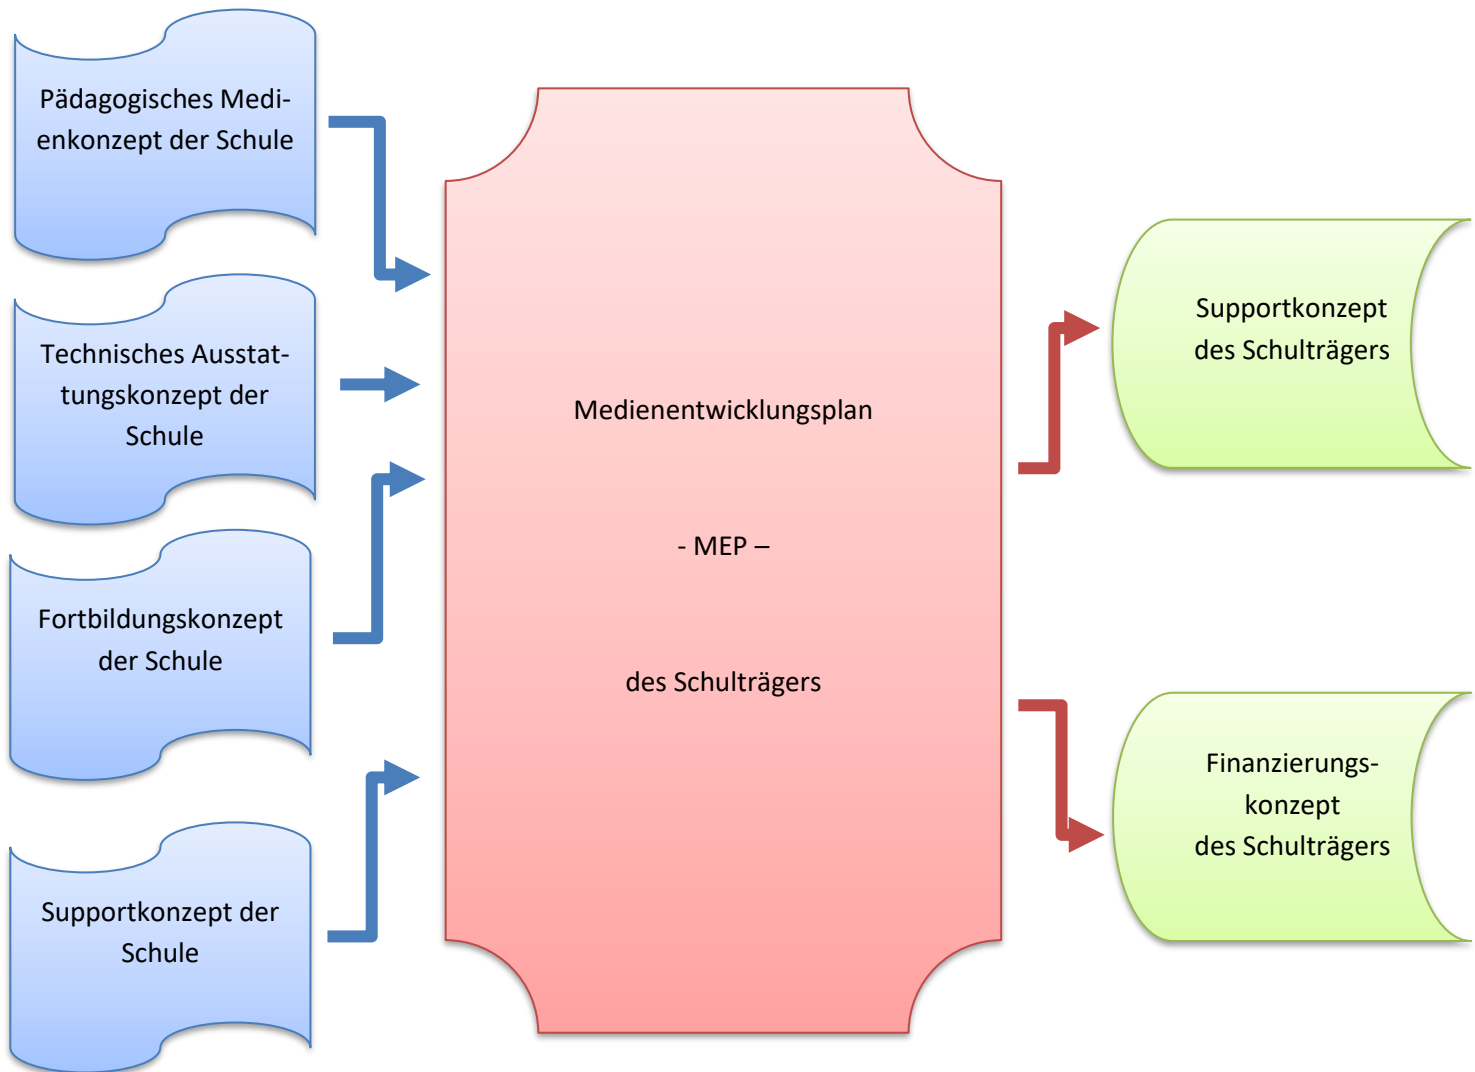 Pädagogisches Medi-
enkonzept der Schule
Technisches Ausstat-
tungskonzept der
Schule
Fortbildungskonzept
der Schule
Supportkonzept der
Schule
Medienentwicklungsplan
- MEP –
des Schulträgers
Supportkonzept
des Schulträgers
Finanzierungs-
konzept
des Schulträgers